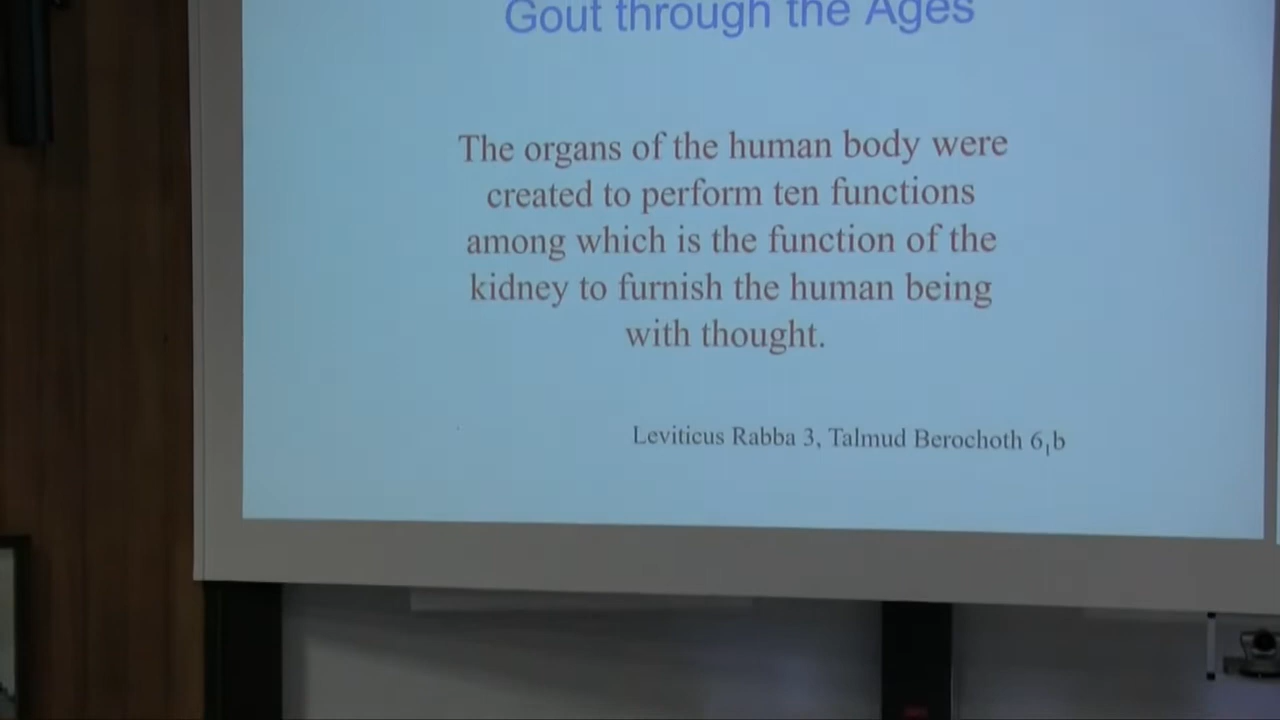 Gout through the Ages
The organs of the human body were
created to perform ten functions
among which is the function of the
kidney to furnish the human being
with thought.
Leviticus Rabba 3, Talmud Berochoth 6₁b